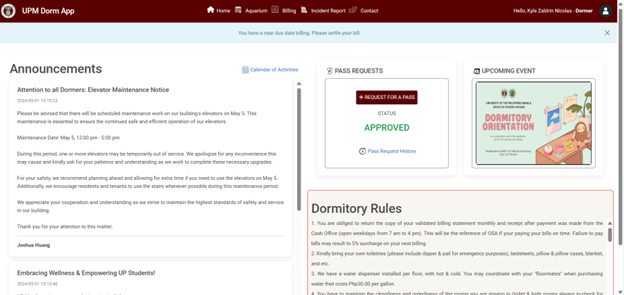 UPM Dorm App
Home
Aquarium
Billing
Incident Report
Contact
Hello, Kyle Zaldrin Nicolas - Dormer
You have a near due date billing. Please settle your bill.
Announcements
Calendar of Activities
Attention to all Dormers: Elevator Maintenance Notice
Please be advised that there will be scheduled maintenance work on our building's elevators on May 5. This
maintenance is essential to ensure the continued safe and efficient operation of our elevators.
Maintenance Date: May 5, 12:00 pm - 5:00 pm
During this period, one or more elevators may be temporarily out of service. We apologize for any inconvenience this
may cause and kindly ask for your patience and understanding as we work to complete these necessary upgrades.
For your safety, we recommend planning ahead and allowing for extra time if you need to use the elevators on May 5.
Additionally, we encourage residents and tenants to use the stairs whenever possible during this maintenance period.
We appreciate your cooperation and understanding as we strive to maintain the highest standards of safety and service
in our building.
Thank you for your attention to this matter.
Joshua Huang
Embracing Wellness & Empowering UP Students!
PASS REQUESTS
+ REQUEST FOR A PASS
STATUS
APPROVED
Pass Request History
UPCOMING EVENT
UNIVERSITY OF THE PHILIPPINES MANILA
DORMITORY
ORIENTATION
Dormitory Rules
1. You are obliged to return the copy of your validated billing statement monthly and receipt after payment was made from the
Cash Office (open weekdays from 7 am to 4 pm). This will be the reference of OSA if your paying your bills on time. Failure to pay
bills may result to 5% surcharge on your next billing.
2. Kindly bring your own toiletries (please include dipper & pail for emergency purposes), bedsheets, pillow & pillow cases, blanket,
and etc.
3. We have a water dispenser installed per floor, with hot & cold. You may coordinate with your "floormates" when purchasing
water that costs Php30.00 per gallon.
4. You have to maintain the cleanliness and orderliness of the rooms you are staying in (toilet & bath rooms always check for